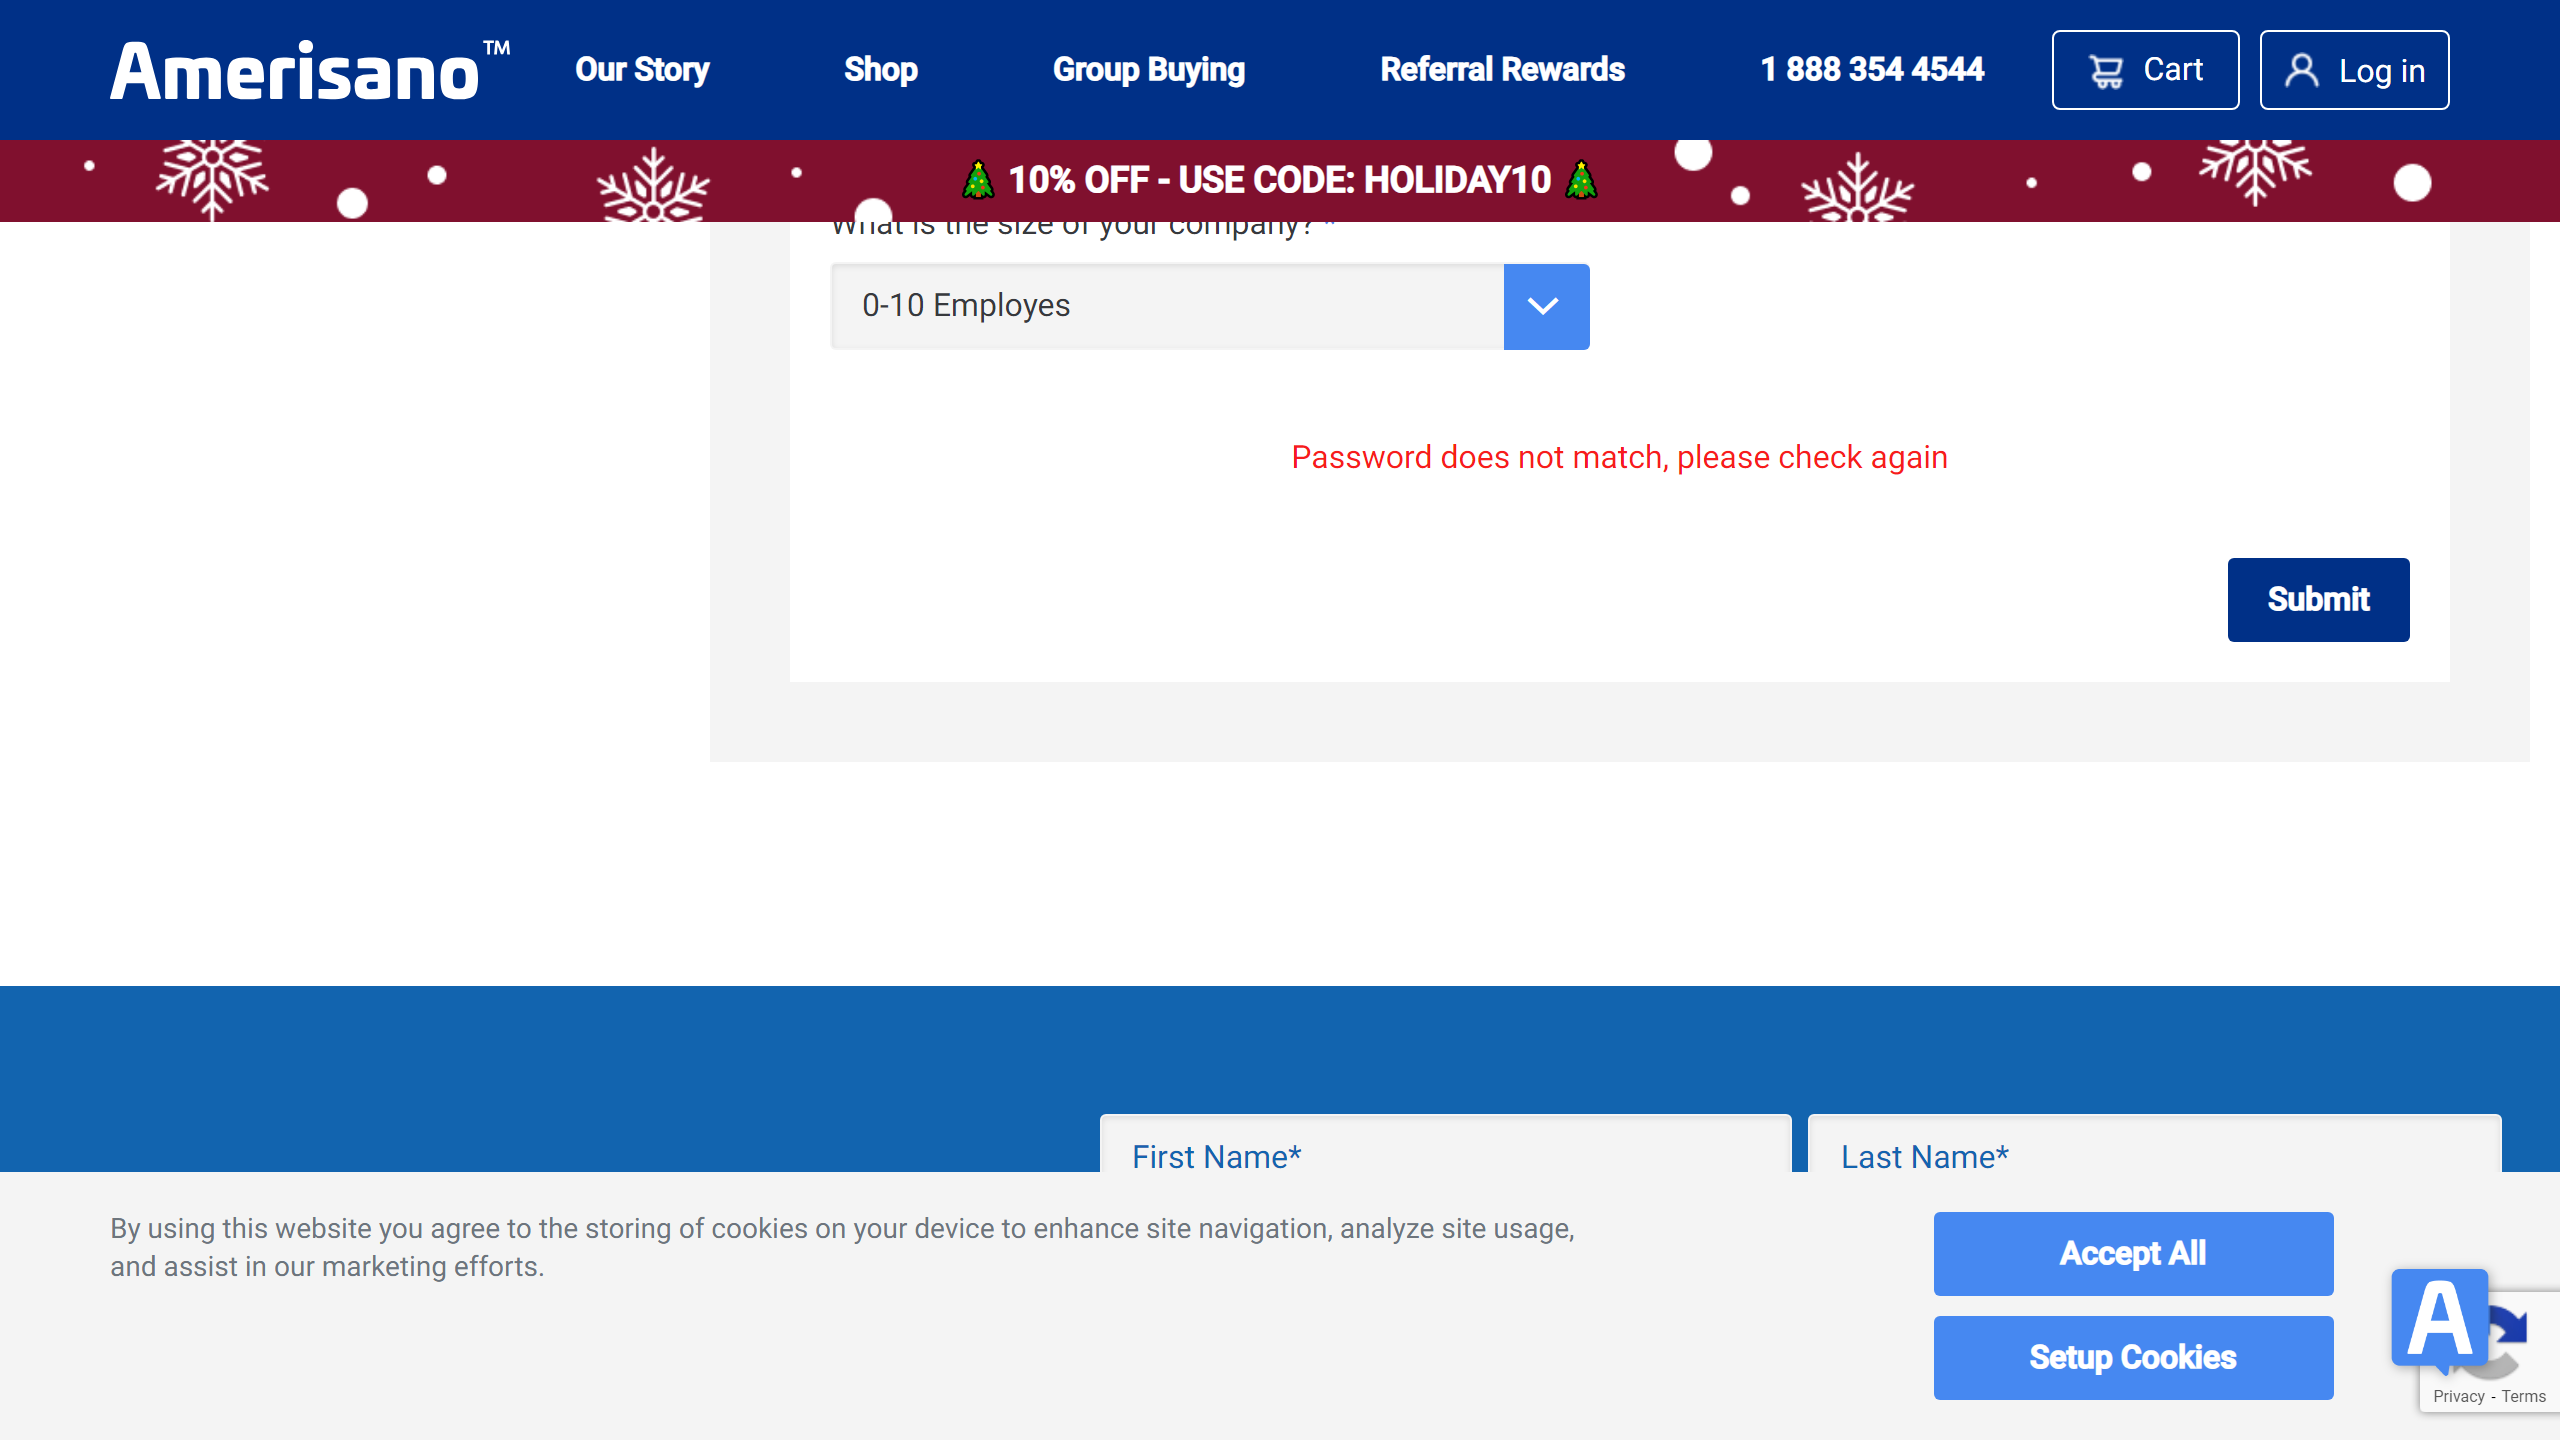 Amerisano™
Our Story
Shop
Group Buying
Referral Rewards
1 888 354 4544
Cart
Log in
🎄 10% OFF - USE CODE: HOLIDAY10 🎄
What is the size of your company? *
0-10 Employes
Password does not match, please check again
Submit
First Name*
Last Name*
By using this website you agree to the storing of cookies on your device to enhance site navigation, analyze site usage,
and assist in our marketing efforts.
Accept All
Setup Cookies
A
Privacy - Terms